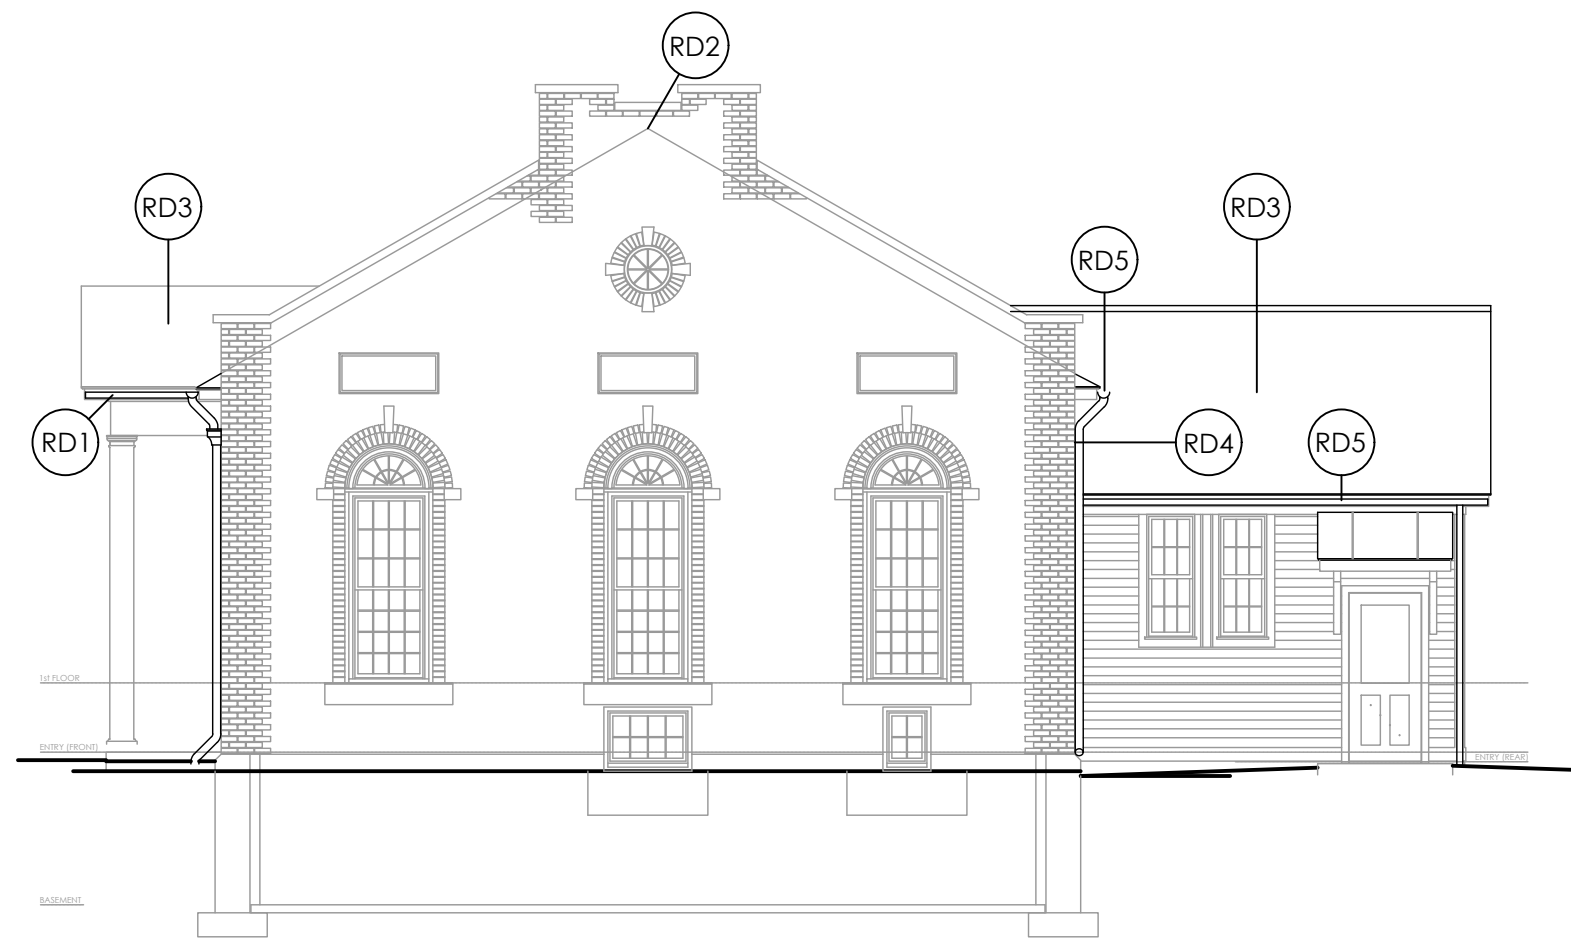 RD2
RD3
RD3
RD5
RD1
RD4
RD5
1st FLOOR
ENTRY (FRONT)
ENTRY (REAR)
BASEMENT